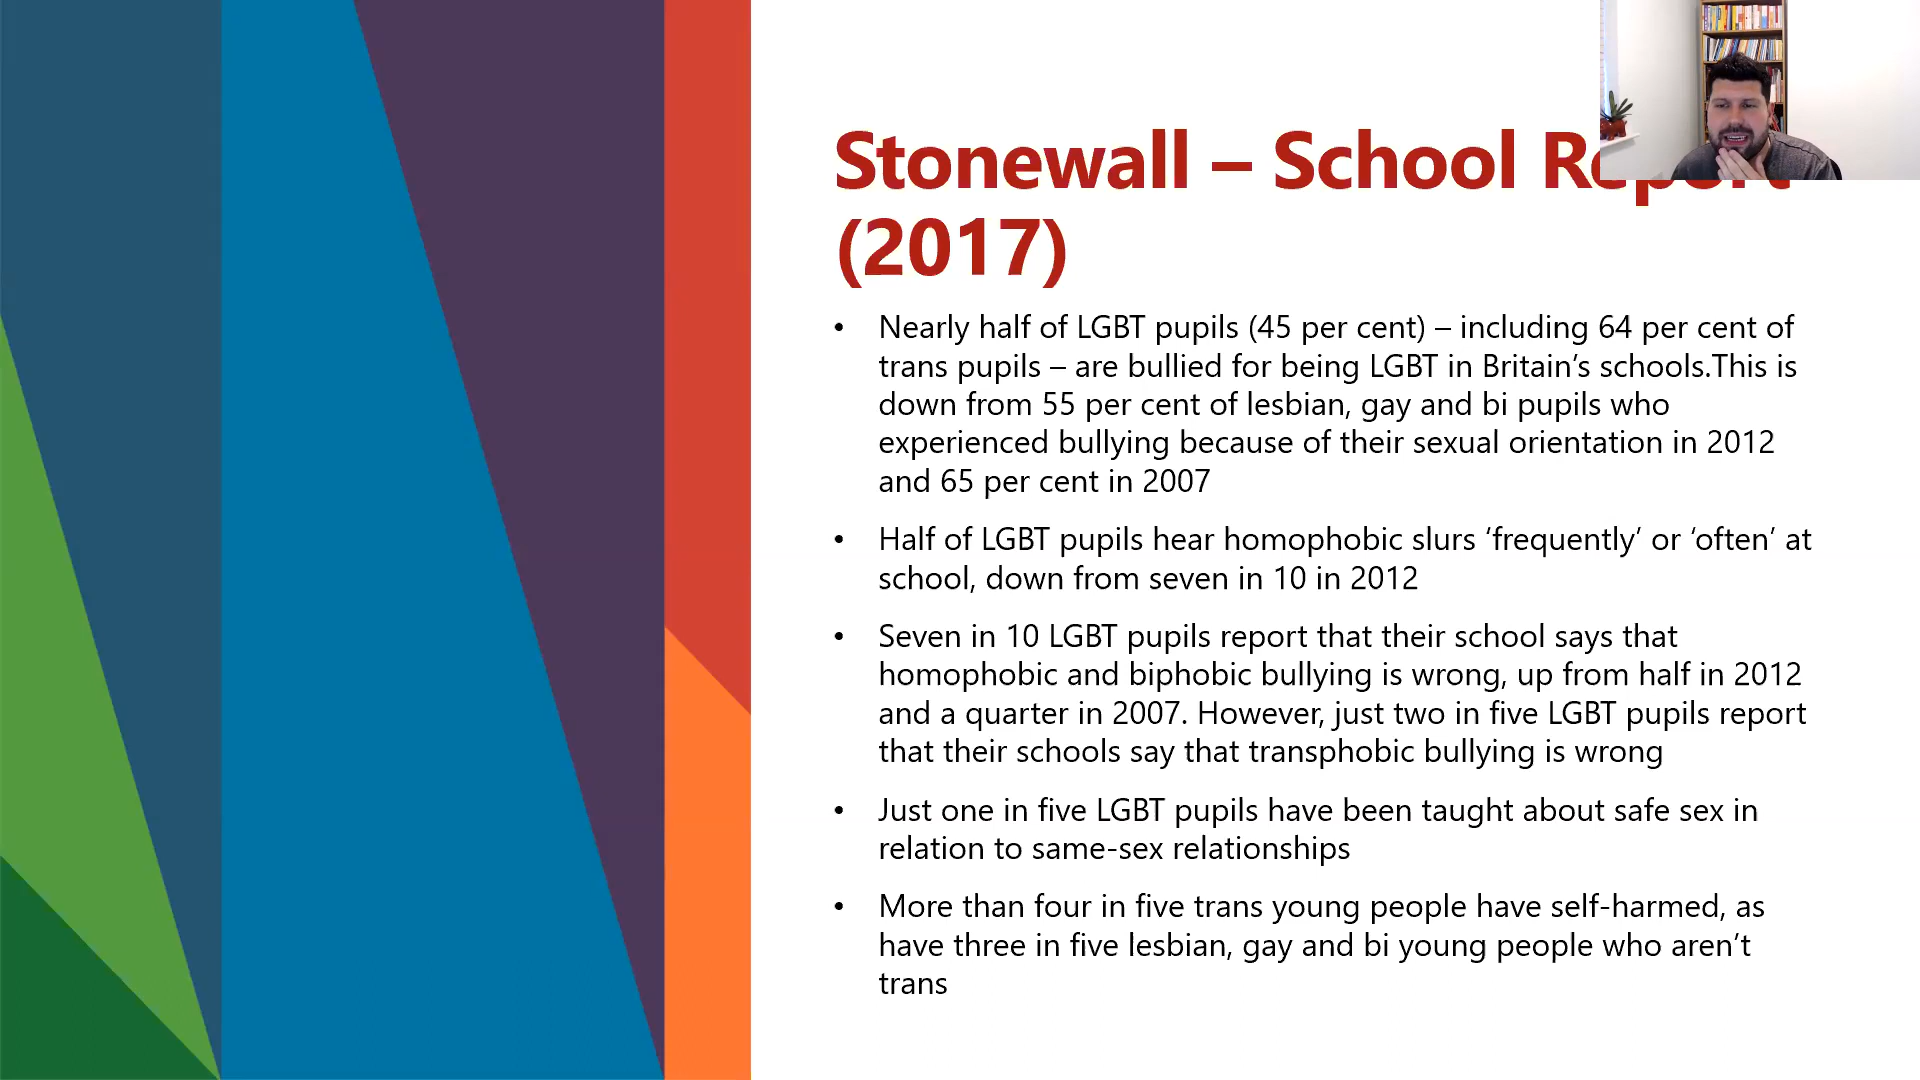 Stonewall – School Report
(2017)
• Nearly half of LGBT pupils (45 per cent) – including 64 per cent of
trans pupils – are bullied for being LGBT in Britain’s schools.This is
down from 55 per cent of lesbian, gay and bi pupils who
experienced bullying because of their sexual orientation in 2012
and 65 per cent in 2007
• Half of LGBT pupils hear homophobic slurs ‘frequently’ or ‘often’ at
school, down from seven in 10 in 2012
• Seven in 10 LGBT pupils report that their school says that
homophobic and biphobic bullying is wrong, up from half in 2012
and a quarter in 2007. However, just two in five LGBT pupils report
that their schools say that transphobic bullying is wrong
• Just one in five LGBT pupils have been taught about safe sex in
relation to same-sex relationships
• More than four in five trans young people have self-harmed, as
have three in five lesbian, gay and bi young people who aren’t
trans